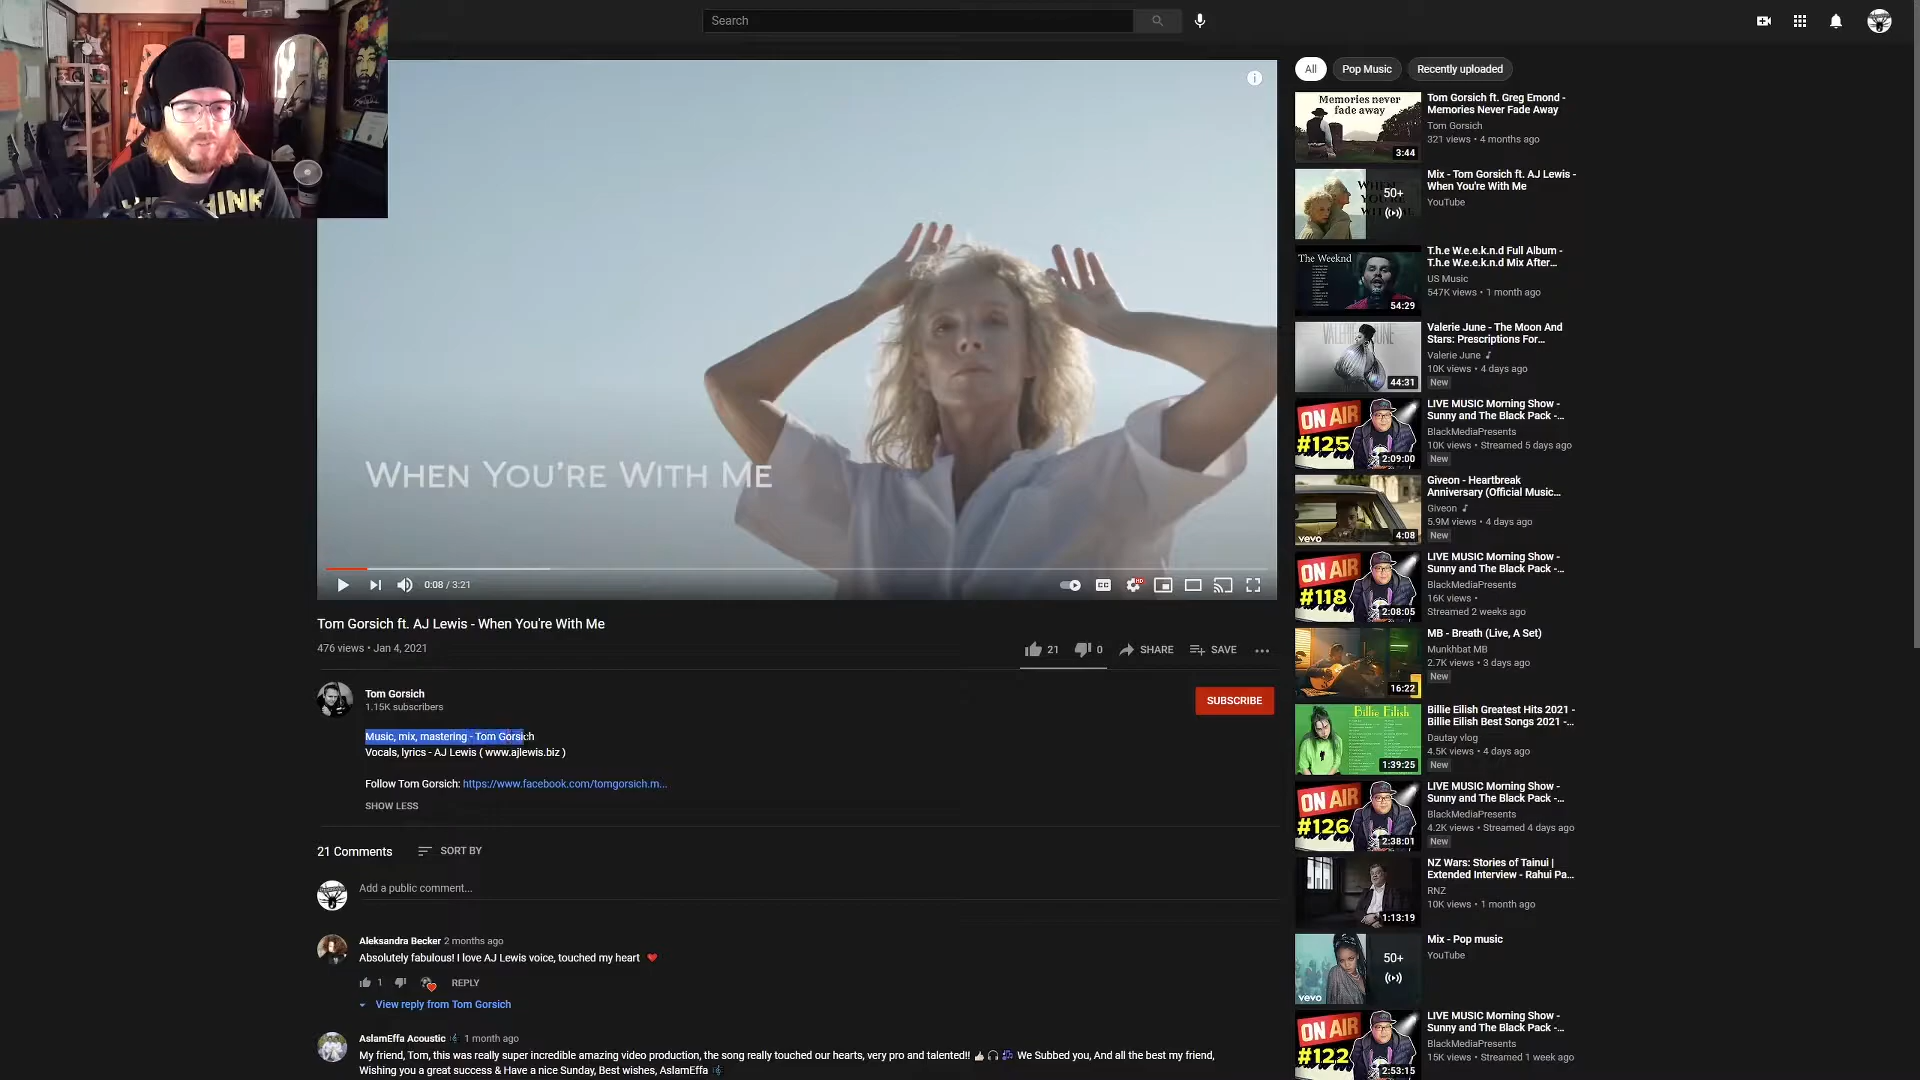 Search
WHEN YOU'RE WITH ME
0:08 / 3:21
CC
HD
Tom Gorsich ft. AJ Lewis - When You're With Me
476 views • Jan 4, 2021
21
0
SHARE
SAVE
Tom Gorsich
1.15K subscribers
SUBSCRIBE
Music, mix, mastering - Tom Gorsich
Vocals, lyrics - AJ Lewis ( www.ajlewis.biz )
Follow Tom Gorsich: https://www.facebook.com/tomgorsich.m...
SHOW LESS
21 Comments
SORT BY
Add a public comment...
Aleksandra Becker 2 months ago
Absolutely fabulous! I love AJ Lewis voice, touched my heart ❤️
1
REPLY
View reply from Tom Gorsich
AslamEffa Acoustic 1 month ago
My friend, Tom, this was really super incredible amazing video production, the song really touched our hearts, very pro and talented!! 👍🎧🎶 We Subbed you, And all the best my friend,
Wishing you a great success & Have a nice Sunday, Best wishes, AslamEffa
All
Pop Music
Recently uploaded
Memories never
fade away
3:44
Tom Gorsich ft. Greg Emond -
Memories Never Fade Away
Tom Gorsich
321 views • 4 months ago
50+
Mix - Tom Gorsich ft. AJ Lewis -
When You're With Me
YouTube
The Weeknd
54:29
T.h.e W.e.e.k.n.d Full Album -
T.h.e W.e.e.k.n.d Mix After...
US Music
547K views • 1 month ago
44:31
Valerie June - The Moon And
Stars: Prescriptions For...
Valerie June
10K views • 4 days ago
New
ON AIR
#125
2:09:00
LIVE MUSIC Morning Show -
Sunny and The Black Pack -...
BlackMediaPresents
10K views • Streamed 5 days ago
New
vevo
4:08
Giveon - Heartbreak
Anniversary (Official Music...
Giveon
5.9M views • 4 days ago
New
ON AIR
#118
2:08:05
LIVE MUSIC Morning Show -
Sunny and The Black Pack -...
BlackMediaPresents
16K views •
Streamed 2 weeks ago
16:22
MB - Breath (Live, A Set)
Munkhbat MB
2.7K views • 3 days ago
New
Billie Eilish
1:39:25
Billie Eilish Greatest Hits 2021 -
Billie Eilish Best Songs 2021 -...
Dautay vlog
4.5K views • 4 days ago
New
ON AIR
#126
2:38:01
LIVE MUSIC Morning Show -
Sunny and The Black Pack -...
BlackMediaPresents
4.2K views • Streamed 4 days ago
New
1:13:19
NZ Wars: Stories of Tainui |
Extended Interview - Rahui Pa...
RNZ
10K views • 1 month ago
vevo
50+
Mix - Pop music
YouTube
ON AIR
#122
2:53:15
LIVE MUSIC Morning Show -
Sunny and The Black Pack -...
BlackMediaPresents
15K views • Streamed 1 week ago